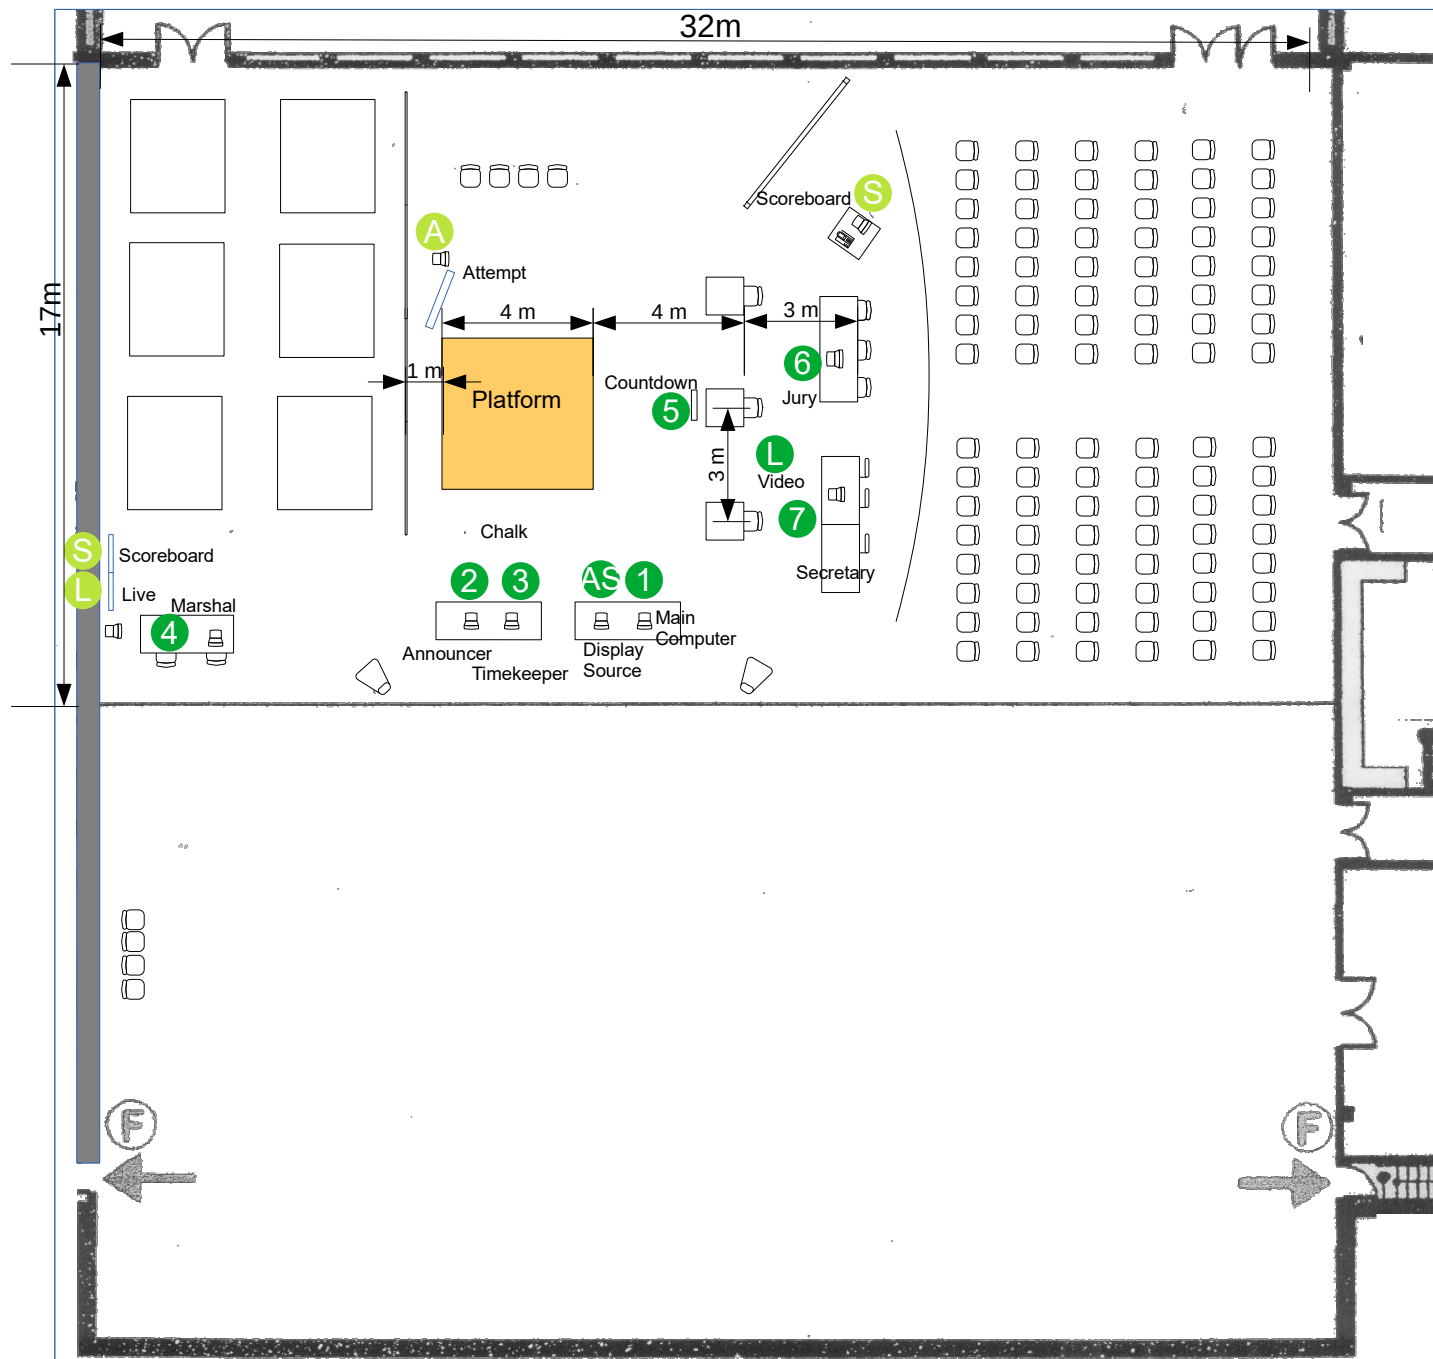 32m
17m
Scoreboard
S
A
Attempt
4 m
4 m
3 m
1 m
Platform
Countdown
5
6
Jury
3 m
L
Video
7
Secretary
Chalk
S
Scoreboard
L
Live
Marshal
4
2
3
AS
1
Main
Computer
Announcer
Timekeeper
Display
Source
F
F